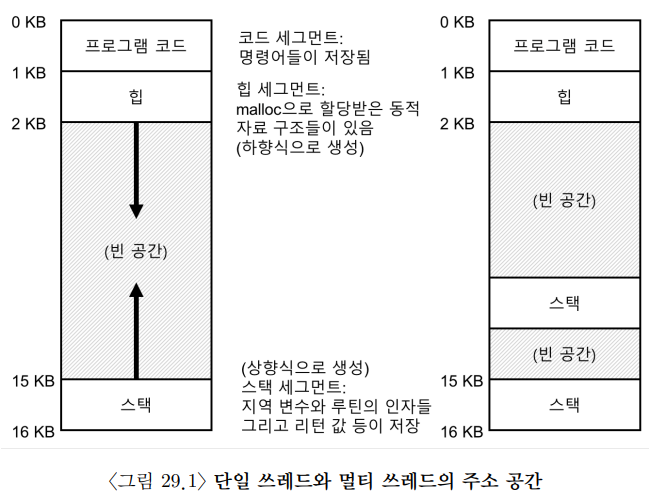 0 KB
프로그램 코드
1 KB
힙
2 KB
(빈 공간)
15 KB
스택
16 KB
코드 세그먼트:
명령어들이 저장됨
힙 세그먼트:
malloc으로 할당받은 동적
자료 구조들이 있음
(하향식으로 생성)
(상향식으로 생성)
스택 세그먼트:
지역 변수와 루틴의 인자들
그리고 리턴 값 등이 저장
0 KB
프로그램 코드
1 KB
힙
2 KB
(빈 공간)
스택
(빈 공간)
15 KB
스택
16 KB
〈그림 29.1〉 단일 쓰레드와 멀티 쓰레드의 주소 공간